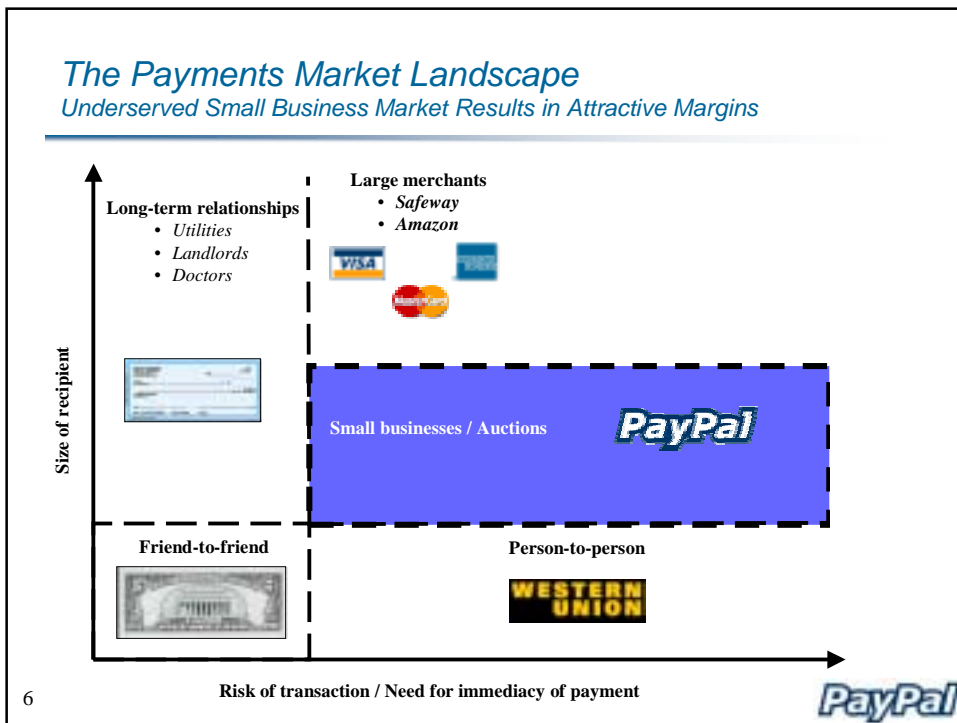 The Payments Market Landscape
Underserved Small Business Market Results in Attractive Margins
Long-term relationships
• Utilities
• Landlords
• Doctors
Large merchants
• Safeway
• Amazon
VISA
MasterCard
Size of recipient
Small businesses / Auctions
PayPal
Friend-to-friend
Person-to-person
WESTERN
UNION
Risk of transaction / Need for immediacy of payment
6
PayPal